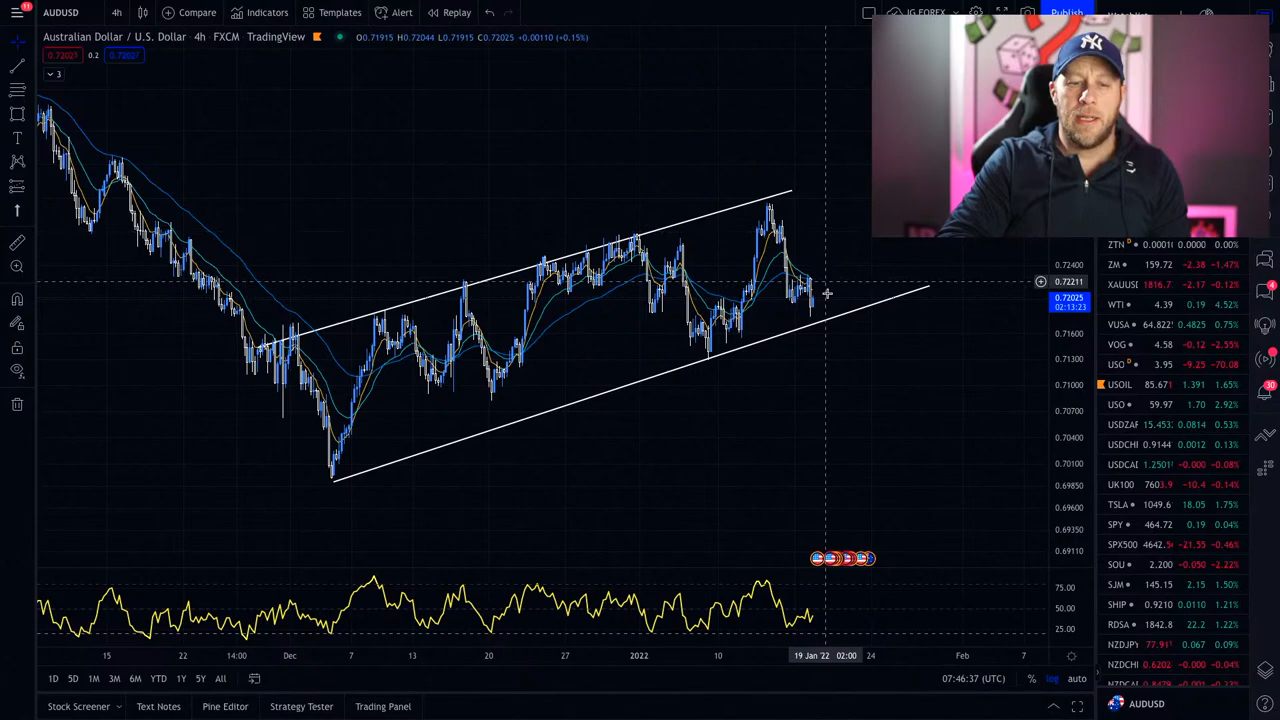 11
AUDUSD 4h Compare Indicators Templates Alert Replay IG FOREX Publish
Australian Dollar / U.S. Dollar · 4h · FXCM · TradingView O0.71915 H0.72044 L0.71915 C0.72025 +0.00110 (+0.15%)
0.2
3
0.72400
0.72211
0.72025
02:13:23
0.71600
0.71300
0.71000
0.70700
0.70400
0.70100
0.69850
0.69600
0.69350
0.69110
75.00
50.00
25.00
ZTN D 0.0000 0.00%
ZM 159.72 -2.38 -1.47%
XAUUSD 1816.7 -2.17 -0.12%
WTI 4.39 0.19 4.52%
VUSA 64.822 0.4825 0.75%
VOG 4.58 -0.12 -2.55%
USO D 3.95 -9.25 -70.08
USOIL 85.671 1.391 1.65%
USO 59.97 1.70 2.92%
USDZAR 15.453 0.0814 0.53%
USDCHF 0.9144 0.0012 0.13%
USDCAD 1.2501 -0.000 -0.08%
UK100 7603.9 -10.4 -0.14%
TSLA 1049.6 18.05 1.75%
SPY 464.72 0.19 0.04%
SPX500 4642.5 -21.55 -0.46%
SOU 2.200 -0.050 -2.22%
SJM 145.15 2.15 1.50%
SHIP 0.9210 0.0110 1.21%
RDSA 1842.8 22.2 1.22%
NZDJPY 77.91 0.067 0.09%
NZDCHF 0.6202 -0.000 -0.04%
4
30
15 22 14:00 Dec 7 13 20 27 2022 10 19 Jan '22 02:00 24 Feb 7
1D 5D 1M 3M 6M YTD 1Y 5Y All 07:46:37 (UTC) % log auto
Stock Screener Text Notes Pine Editor Strategy Tester Trading Panel AUDUSD